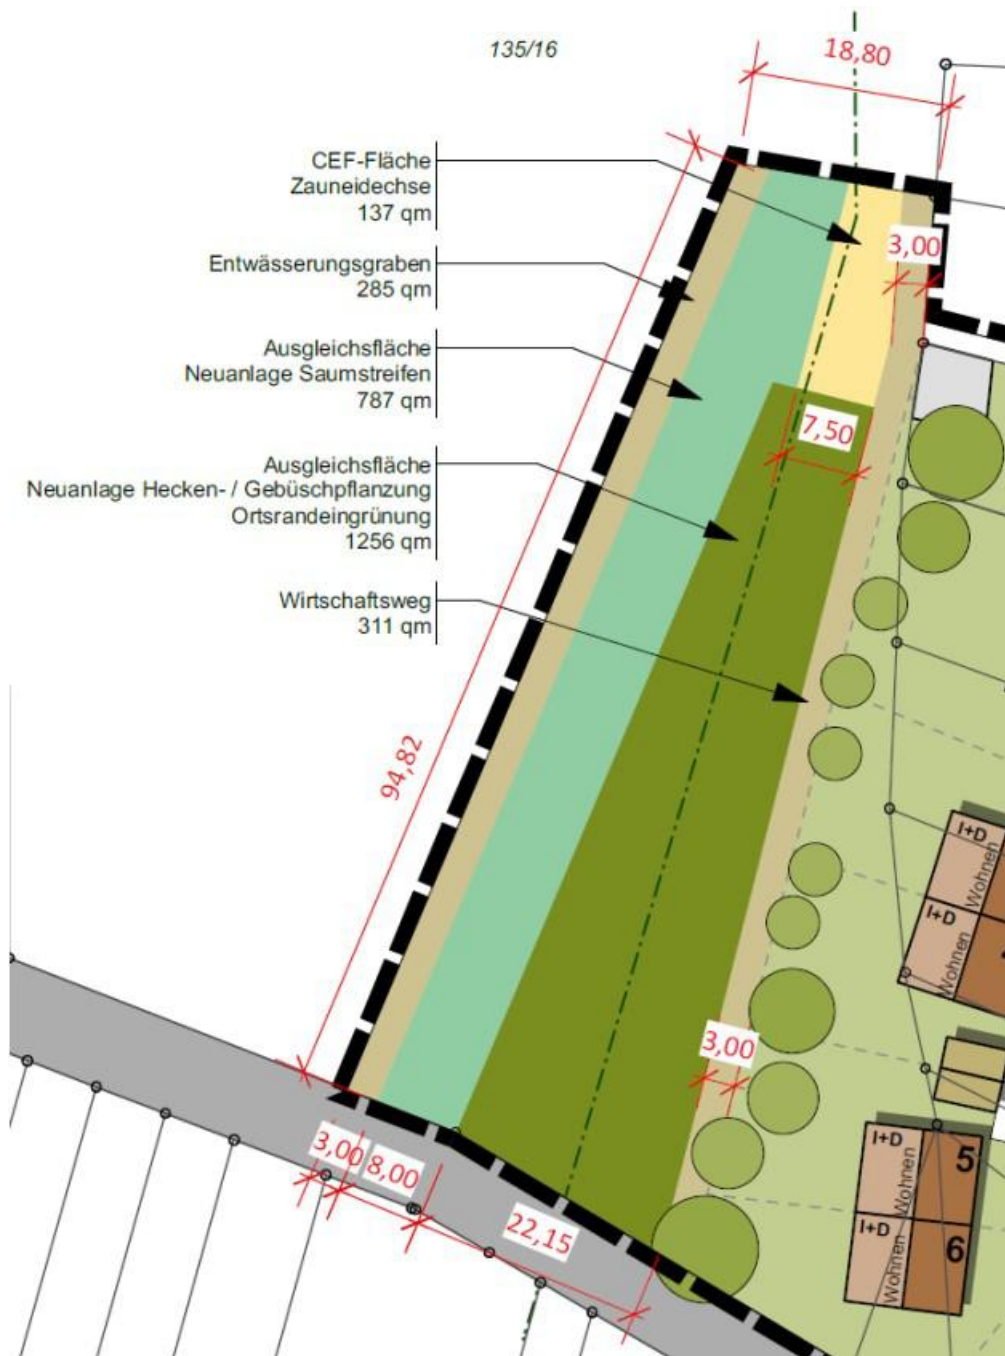 135/16
18,80
CEF-Fläche
Zauneidechse
137 qm
3,00
Entwässerungsgraben
285 qm
Ausgleichsfläche
Neuanlage Saumstreifen
787 qm
7,50
Ausgleichsfläche
Neuanlage Hecken- / Gebüschpflanzung
Ortsrandeingrünung
1256 qm
Wirtschaftsweg
311 qm
94,82
I+D
Wohnen
I+D
Wohnen
3,00
3,00
8,00
22,15
I+D
Wohnen
5
I+D
Wohnen
6